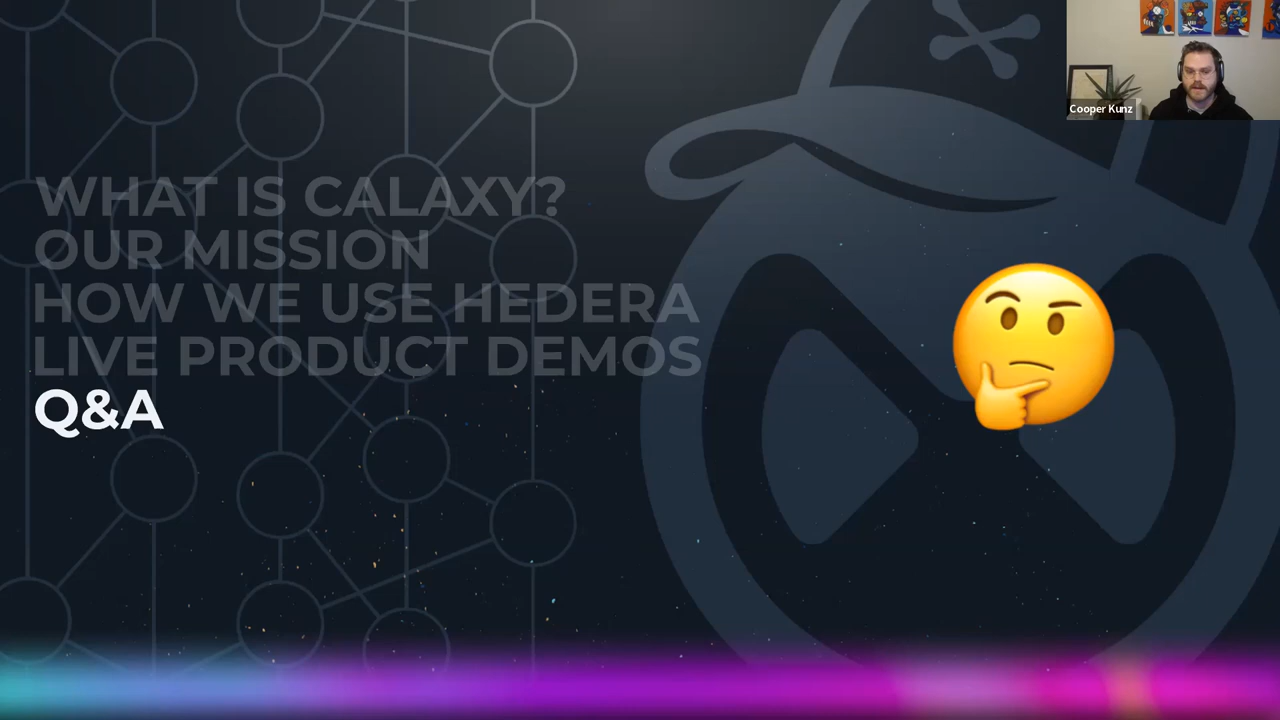 Cooper Kunz
WHAT IS CALAXY?
OUR MISSION
HOW WE USE HEDERA
LIVE PRODUCT DEMOS
Q&A